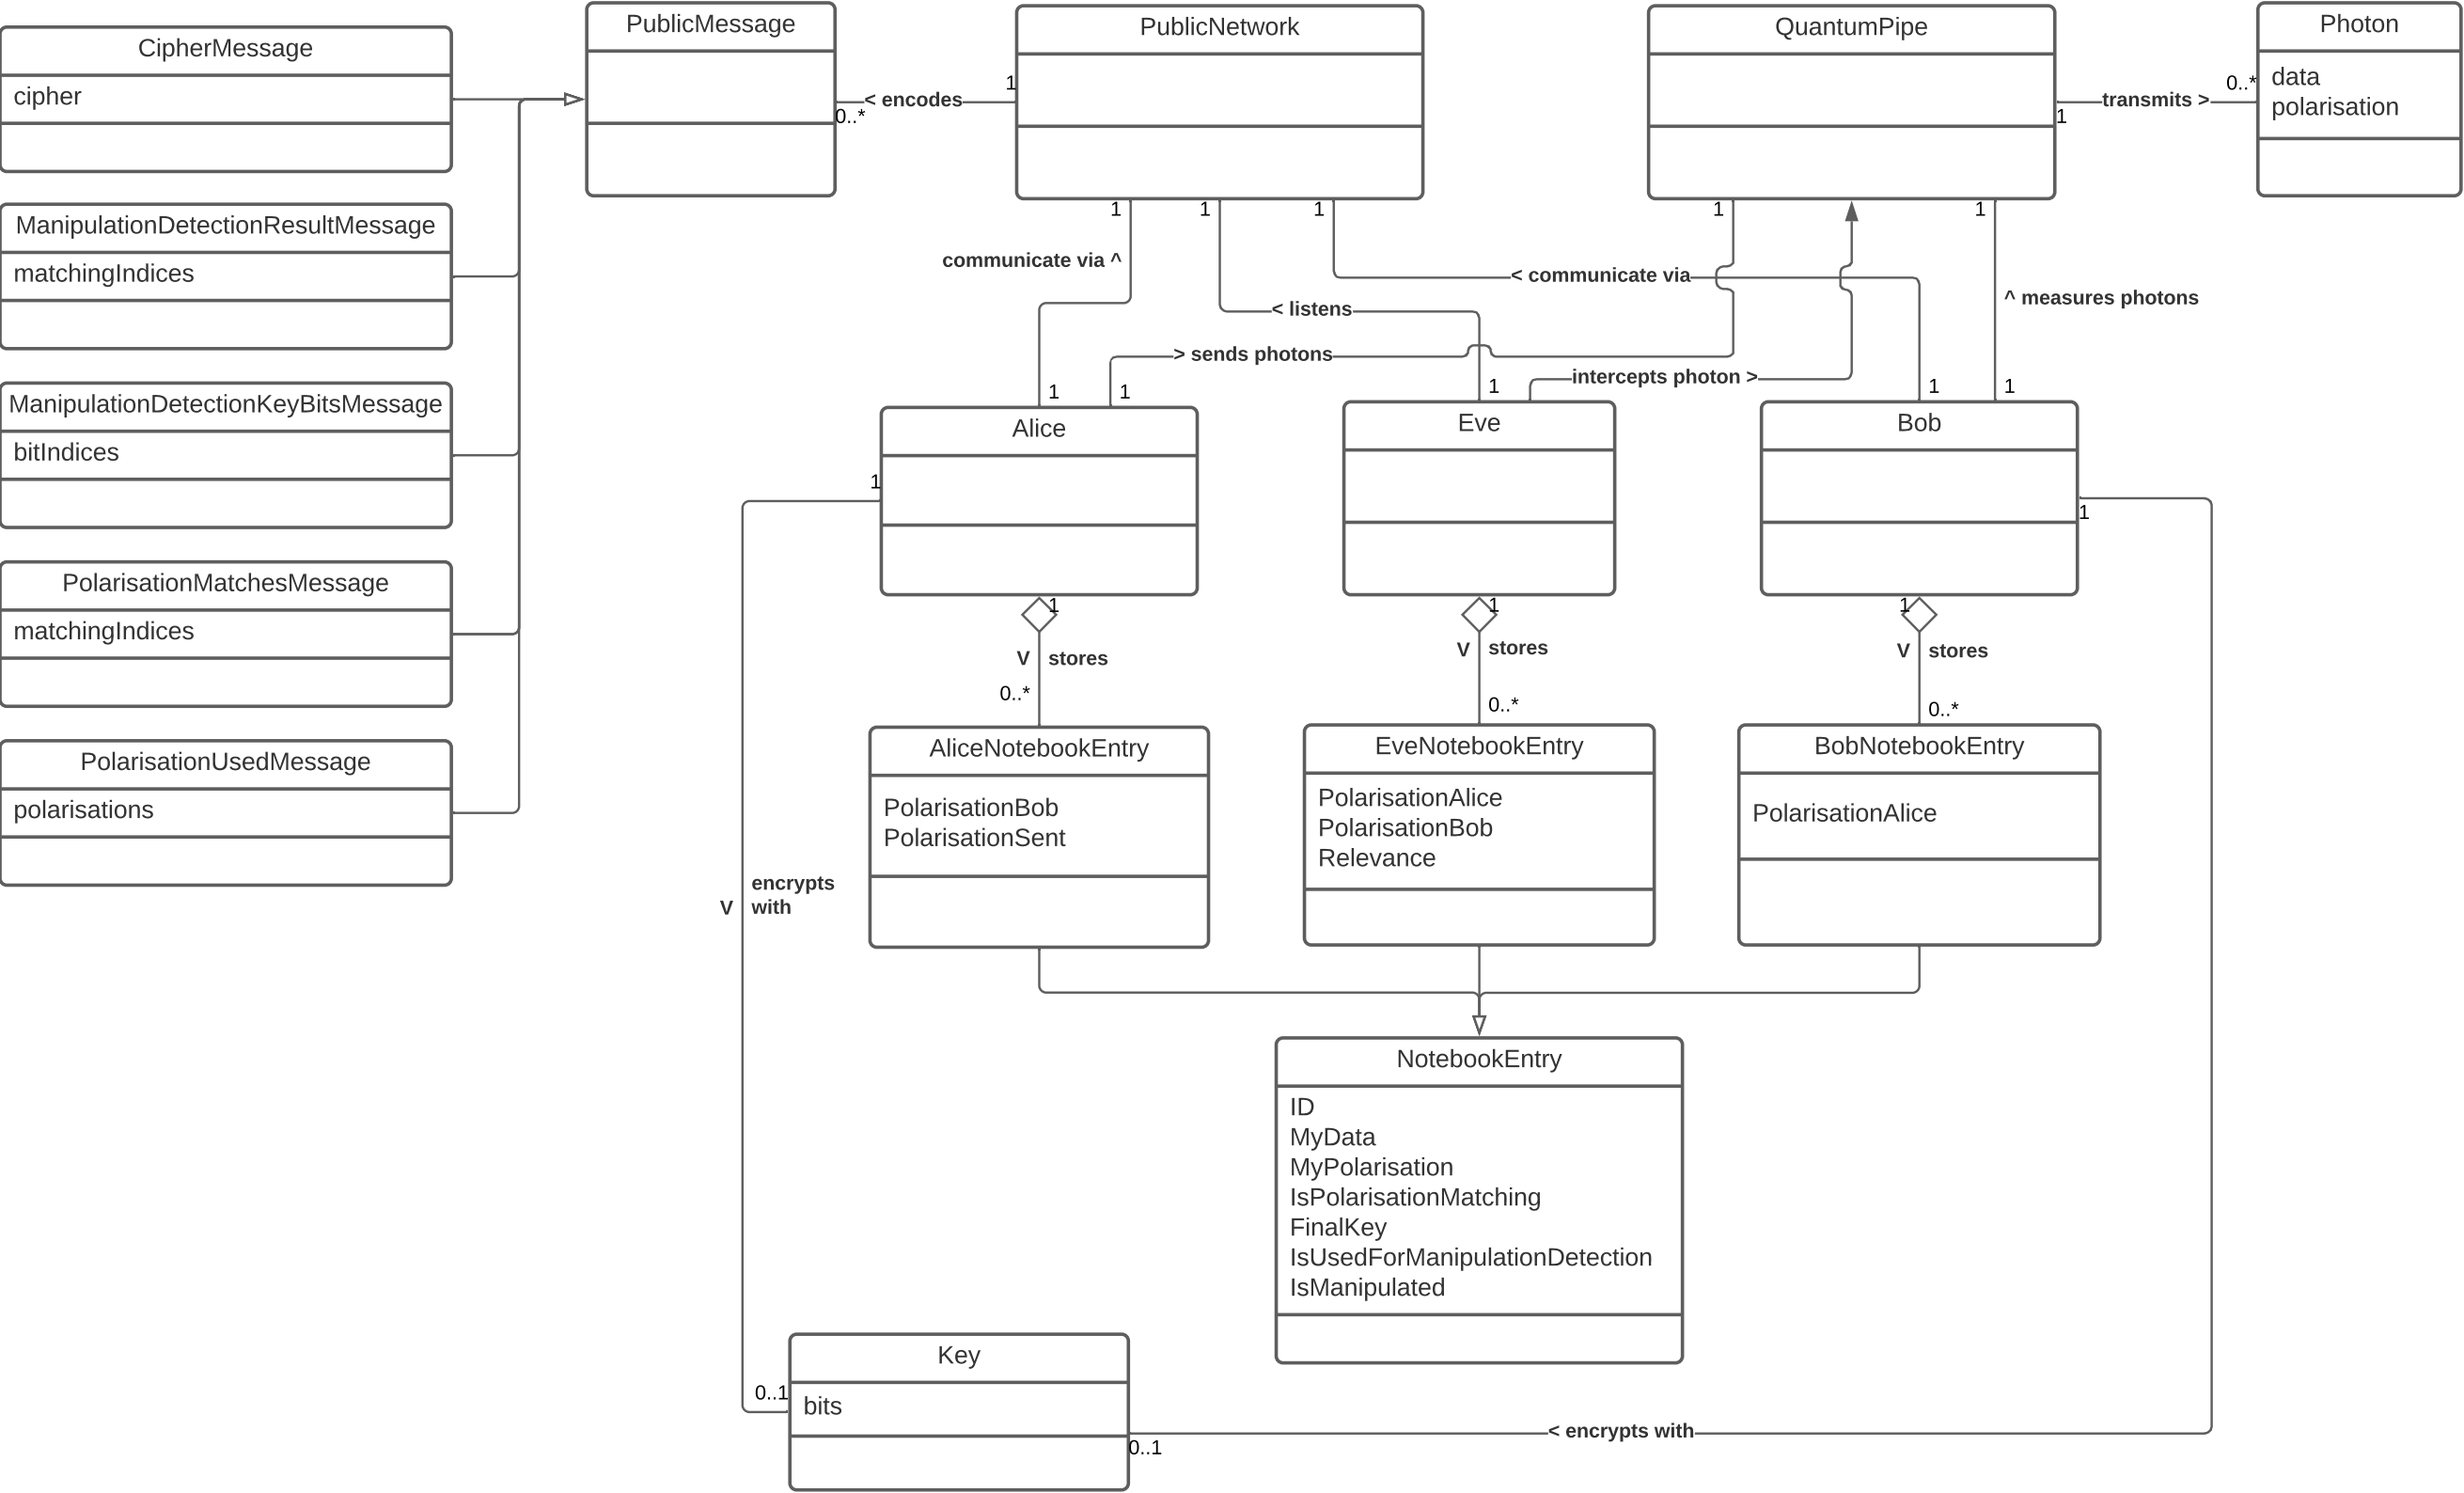 CipherMessage
cipher
ManipulationDetectionResultMessage
matchingIndices
ManipulationDetectionKeyBitsMessage
bitIndices
PolarisationMatchesMessage
matchingIndices
PolarisationUsedMessage
polarisations
PublicMessage
0..*
< encodes
1
PublicNetwork
QuantumPipe
1
transmits >
0..*
Photon
data
polarisation
1
1
1
1
1
communicate via ^
< communicate via
< listens
^ measures photons
> sends photons
intercepts photon >
1
1
1
1
1
Alice
Eve
Bob
1
1
1
V
stores
0..*
1
V
stores
0..*
1
V
stores
0..*
AliceNotebookEntry
PolarisationBob
PolarisationSent
EveNotebookEntry
PolarisationAlice
PolarisationBob
Relevance
BobNotebookEntry
PolarisationAlice
encrypts
with
V
NotebookEntry
ID
MyData
MyPolarisation
IsPolarisationMatching
FinalKey
IsUsedForManipulationDetection
IsManipulated
0..1
Key
bits
0..1
< encrypts with